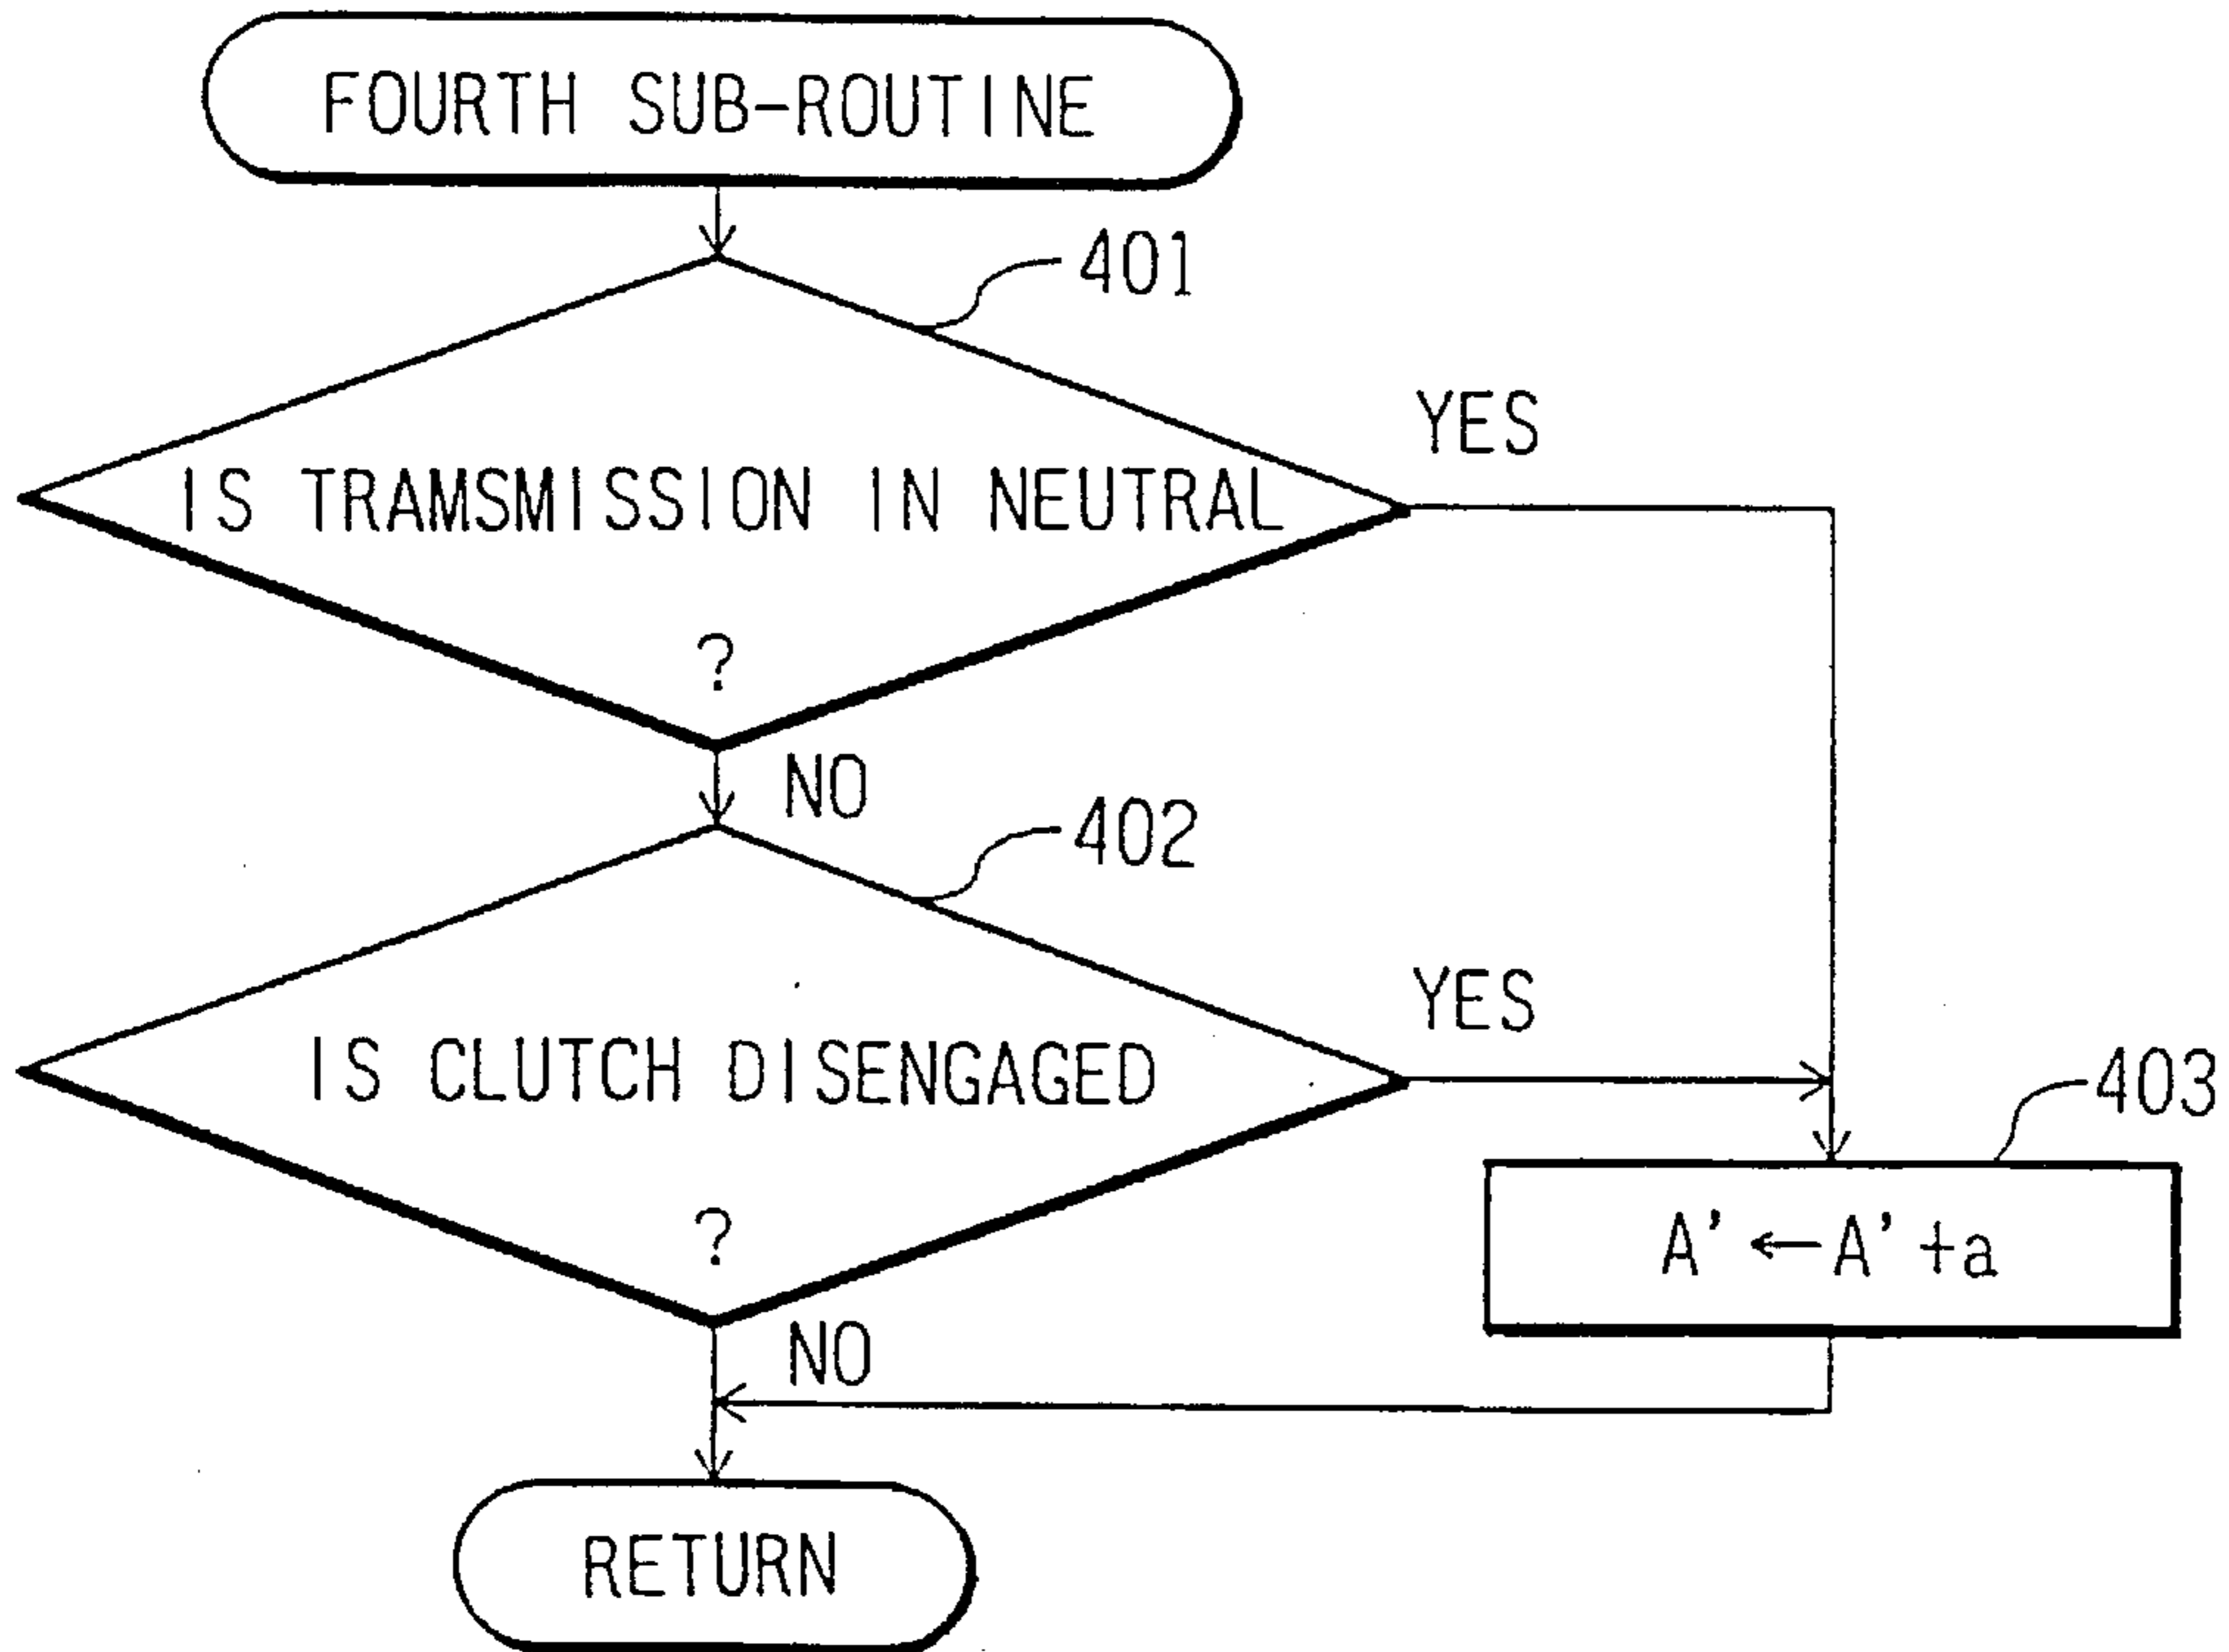 FOURTH SUB-ROUTINE
401
YES
IS TRAMSMISSION IN NEUTRAL
?
NO
402
YES
IS CLUTCH DISENGAGED
403
?
A' ←A' +a
NO
RETURN